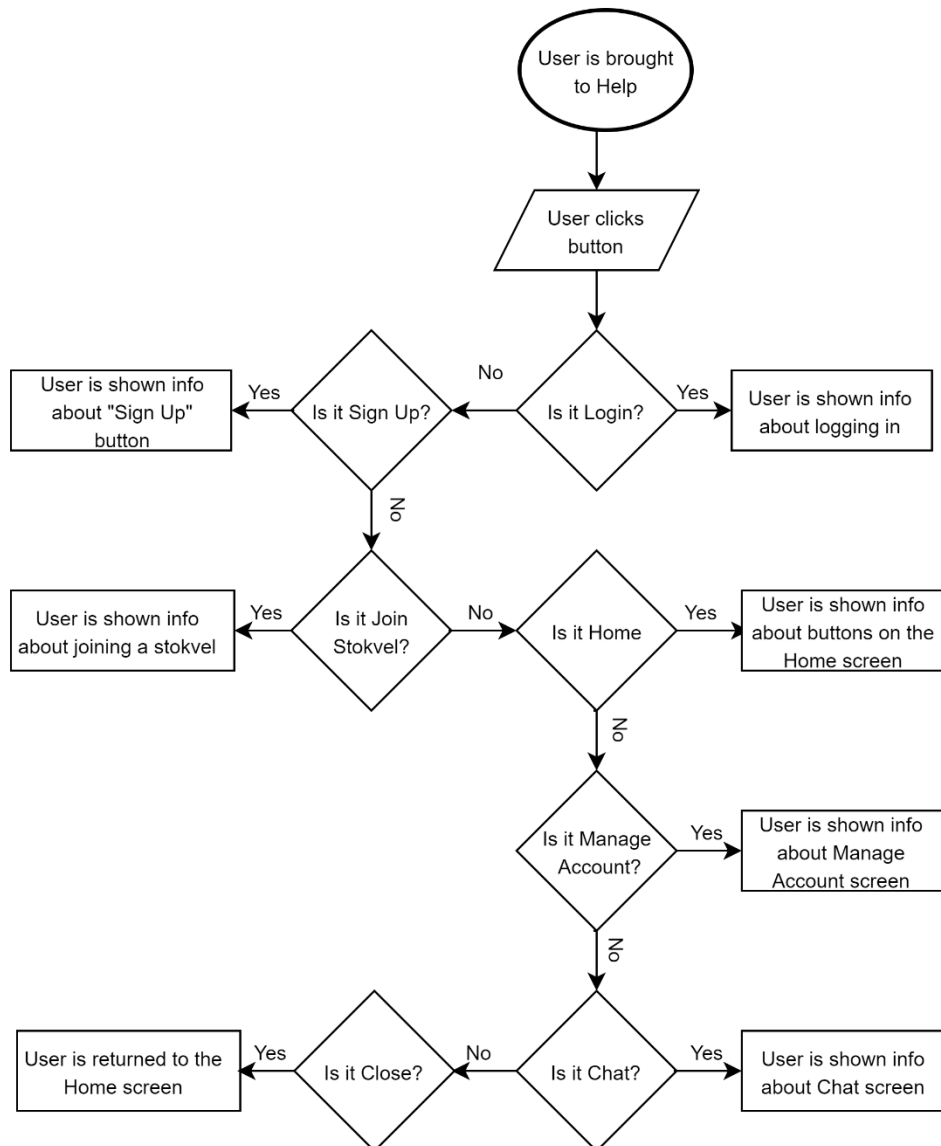 User is brought
to Help
User clicks
button
Is it Login?
Yes
User is shown info
about logging in
No
Is it Sign Up?
Yes
User is shown info
about "Sign Up"
button
No
Is it Join
Stokvel?
Yes
User is shown info
about joining a stokvel
No
Is it Home
Yes
User is shown info
about buttons on the
Home screen
No
Is it Manage
Account?
Yes
User is shown info
about Manage
Account screen
No
Is it Chat?
Yes
User is shown info
about Chat screen
No
Is it Close?
Yes
User is returned to the
Home screen